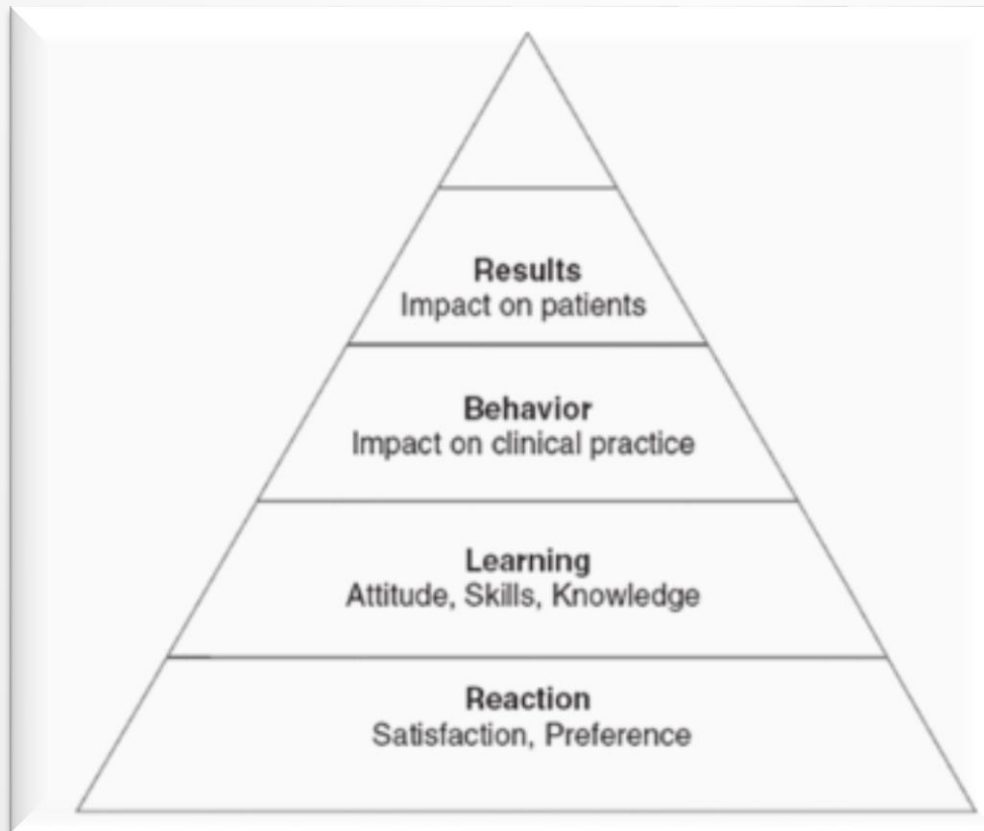 Results
Impact on patients
Behavior
Impact on clinical practice
Learning
Attitude, Skills, Knowledge
Reaction
Satisfaction, Preference